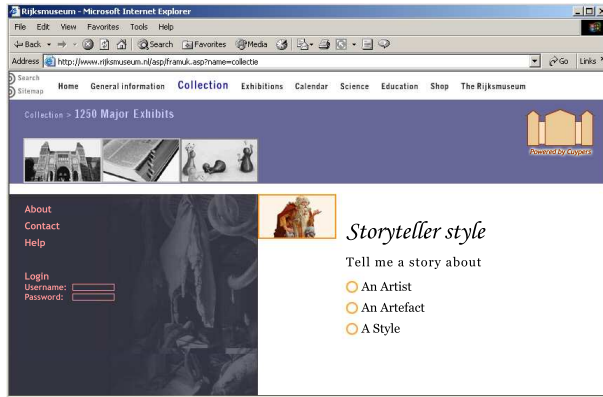 Rijksmuseum - Microsoft Internet Explorer
File Edit View Favorites Tools Help
Back Search Favorites Media
Address http://www.rijksmuseum.nl/asp/framuk.asp?name=collectie Go Links
Search
Sitemap
Home General information Collection Exhibitions Calendar Science Education Shop The Rijksmuseum
Collection > 1250 Major Exhibits
Powered by Cuypers
About
Contact
Help
Login
Username:
Password:
Storyteller style
Tell me a story about
An Artist
An Artefact
A Style